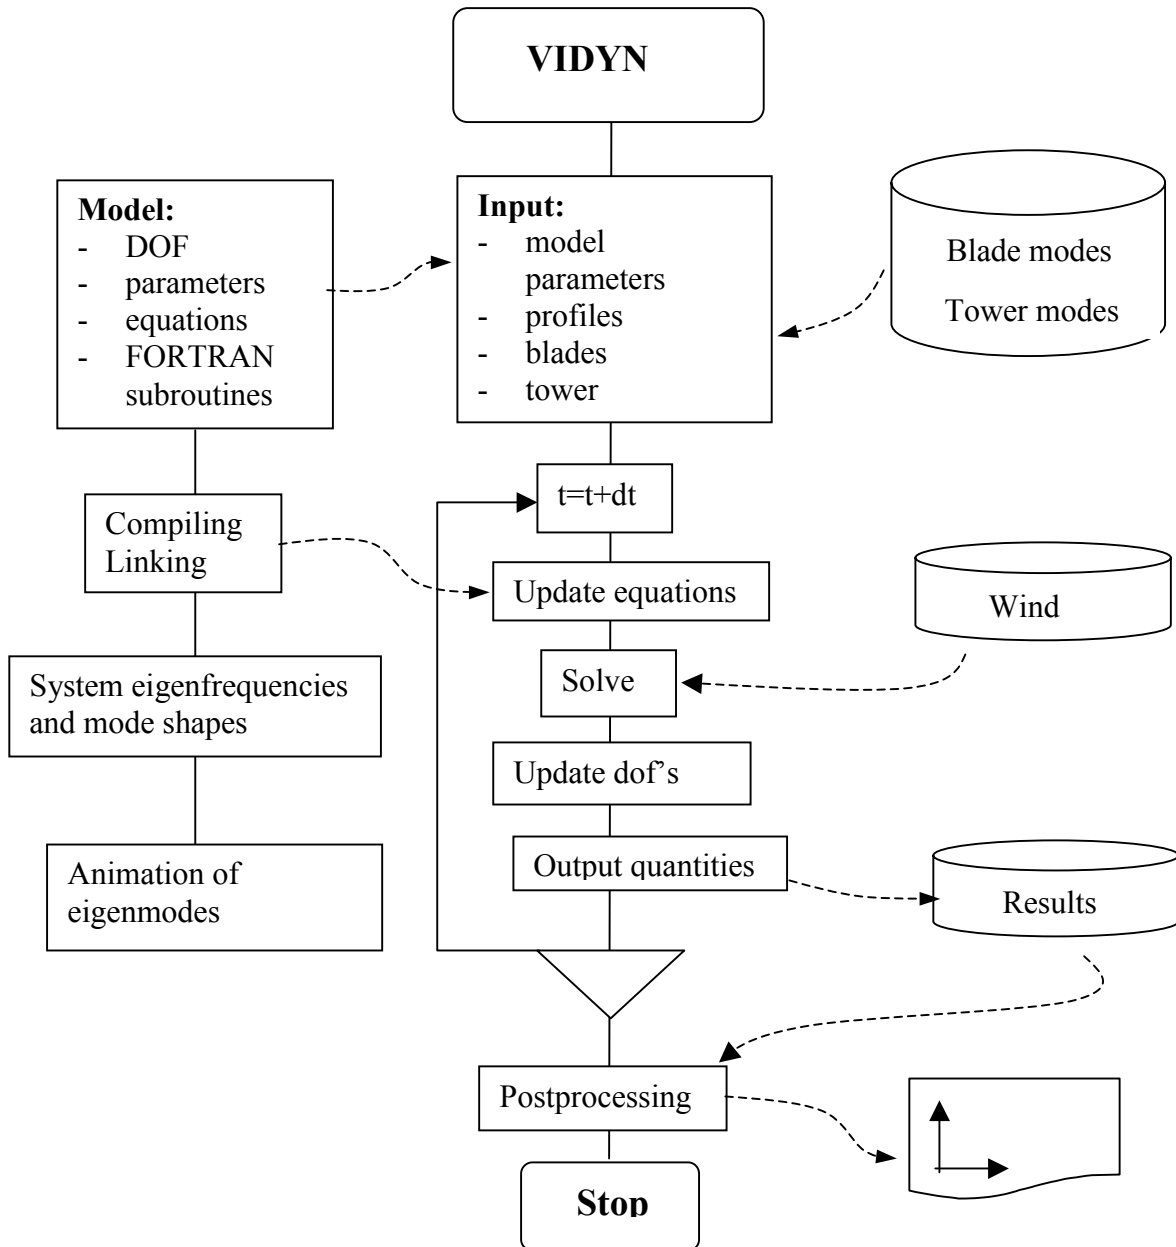 VIDYN
Model:
- DOF
- parameters
- equations
- FORTRAN
subroutines
Input:
- model
parameters
- profiles
- blades
- tower
Blade modes
Tower modes
t=t+dt
Compiling
Linking
Update equations
Wind
System eigenfrequencies
and mode shapes
Solve
Update dof’s
Animation of
eigenmodes
Output quantities
Results
Postprocessing
Stop